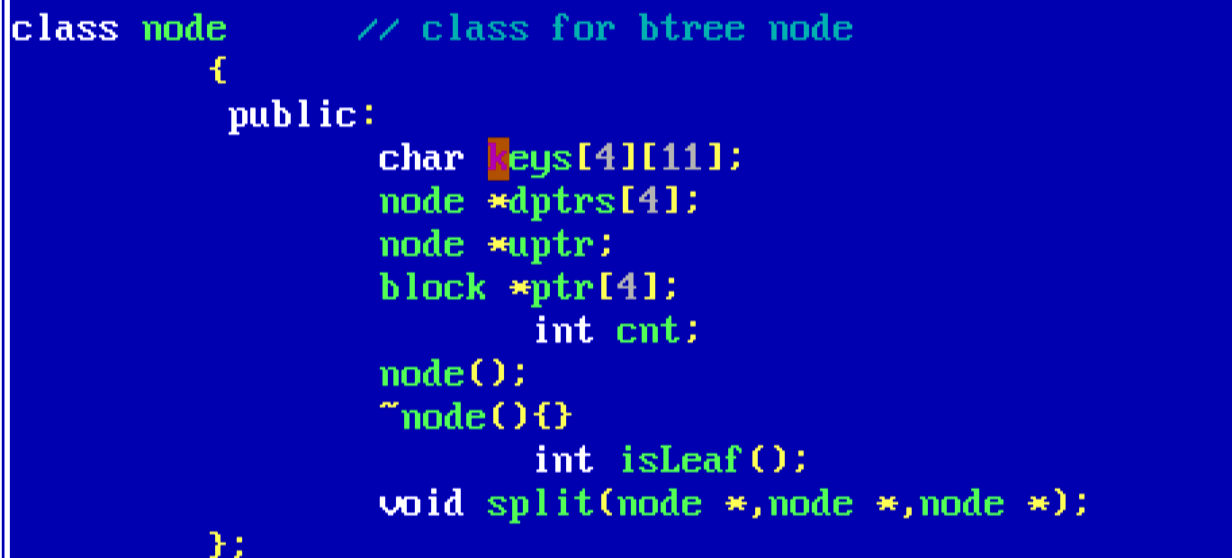 class node // class for btree node
{
public:
char keys[4][11];
node *dptrs[4];
node *uptr;
block *ptr[4];
int cnt;
node();
~node(){}
int isLeaf();
void split(node *,node *,node *);
};